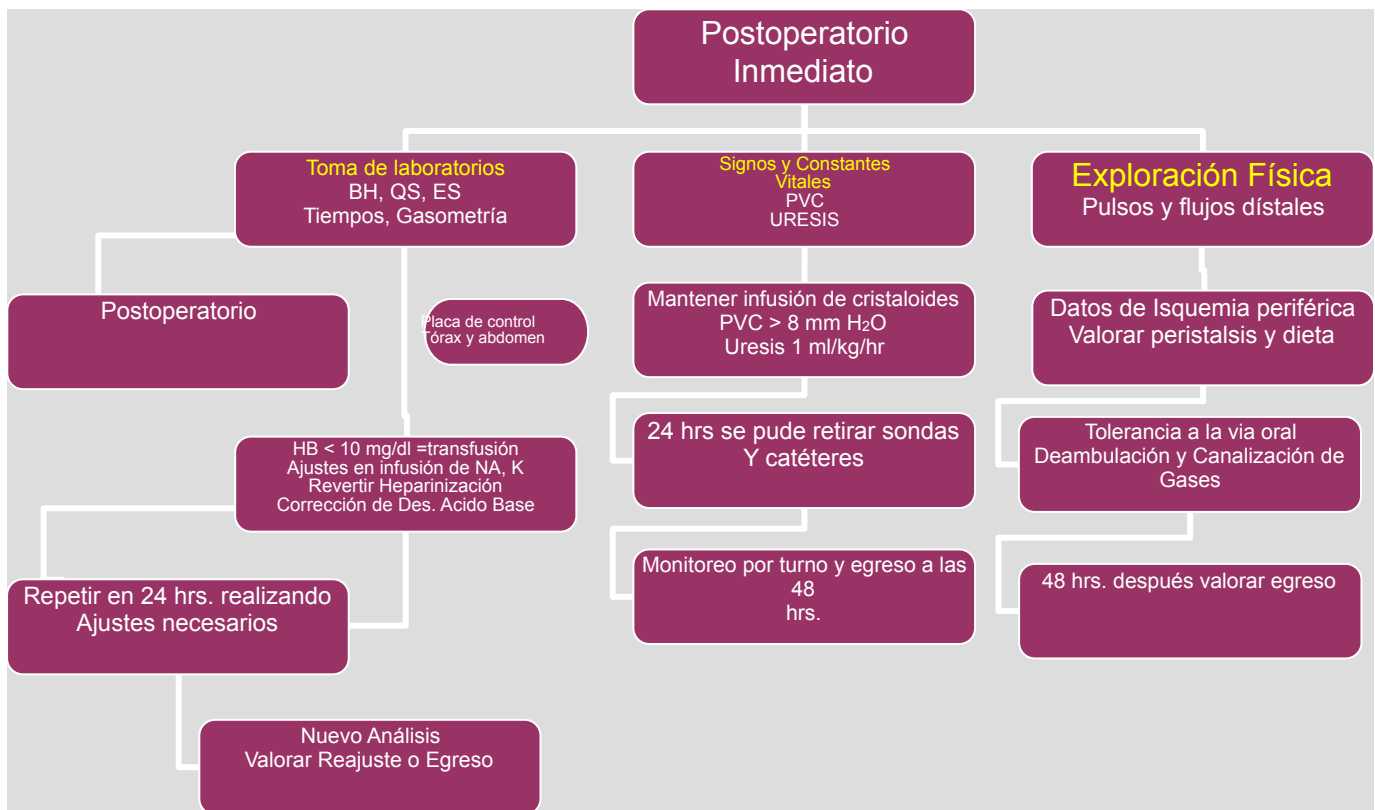 Postoperatorio
Inmediato
Toma de laboratorios
BH, QS, ES
Tiempos, Gasometría
Signos y Constantes
Vitales
PVC
URESIS
Exploración Física
Pulsos y flujos dístales
Postoperatorio
Placa de control
Tórax y abdomen
Mantener infusión de cristaloides
PVC > 8 mm H₂O
Uresis 1 ml/kg/hr
Datos de Isquemia periférica
Valorar peristalsis y dieta
HB < 10 mg/dl =transfusión
Ajustes en infusión de NA, K
Revertir Heparinización
Corrección de Des. Acido Base
24 hrs se pude retirar sondas
Y catéteres
Tolerancia a la via oral
Deambulación y Canalización de
Gases
Repetir en 24 hrs. realizando
Ajustes necesarios
Monitoreo por turno y egreso a las
48
hrs.
48 hrs. después valorar egreso
Nuevo Análisis
Valorar Reajuste o Egreso